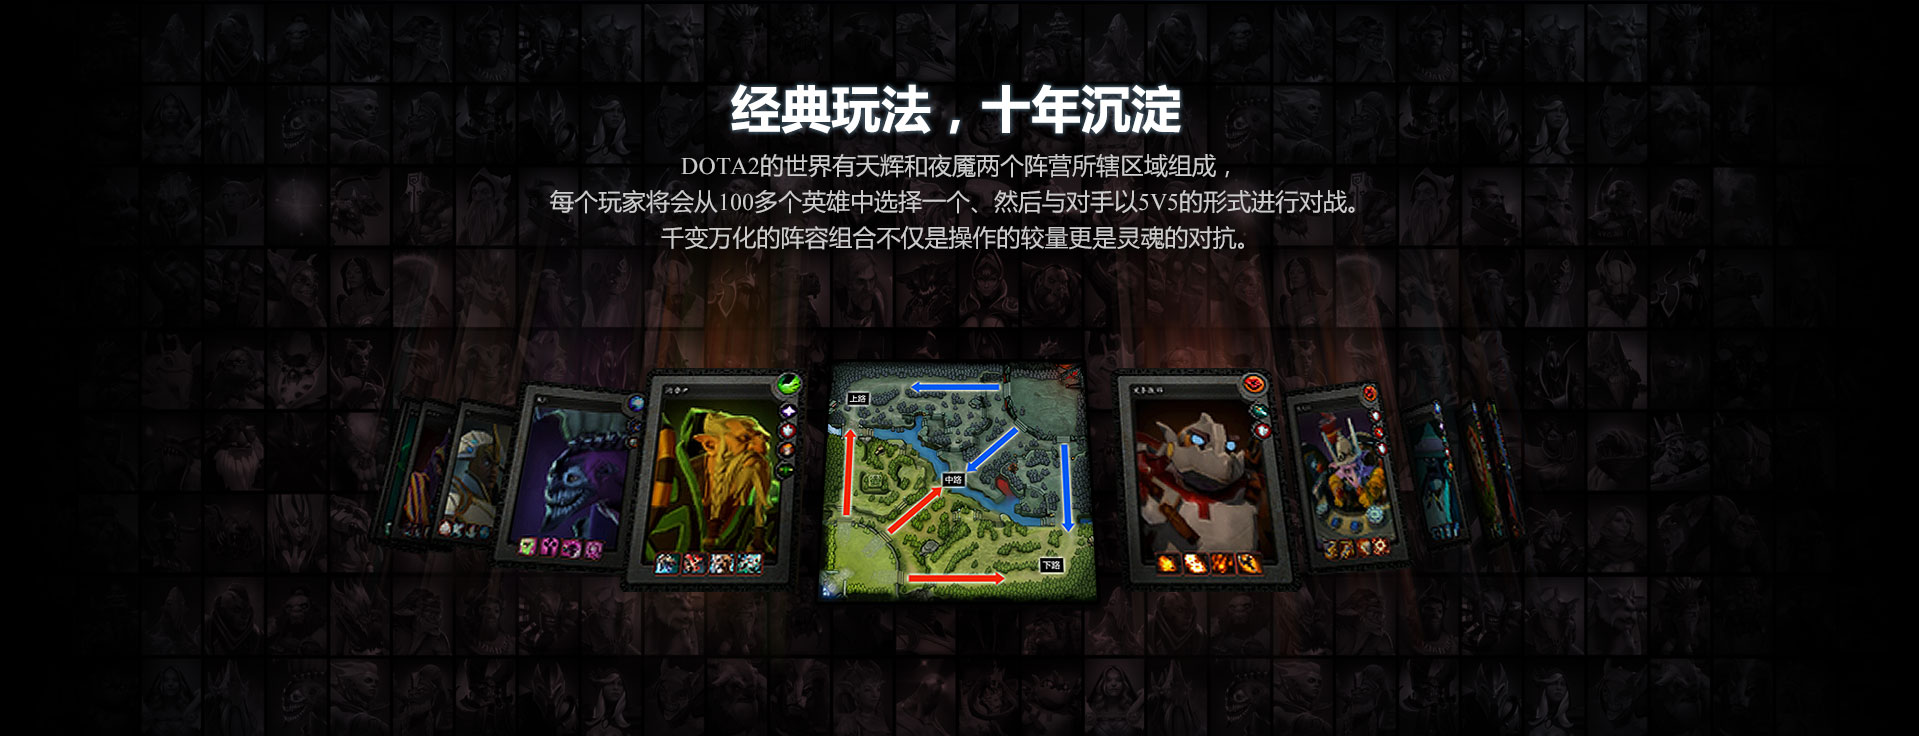 经典玩法，十年沉淀
DOTA2的世界有天辉和夜魇两个阵营所辖区域组成，
每个玩家将会从100多个英雄中选择一个、然后与对手以5V5的形式进行对战。
千变万化的阵容组合不仅是操作的较量更是灵魂的对抗。
上路
中路
下路